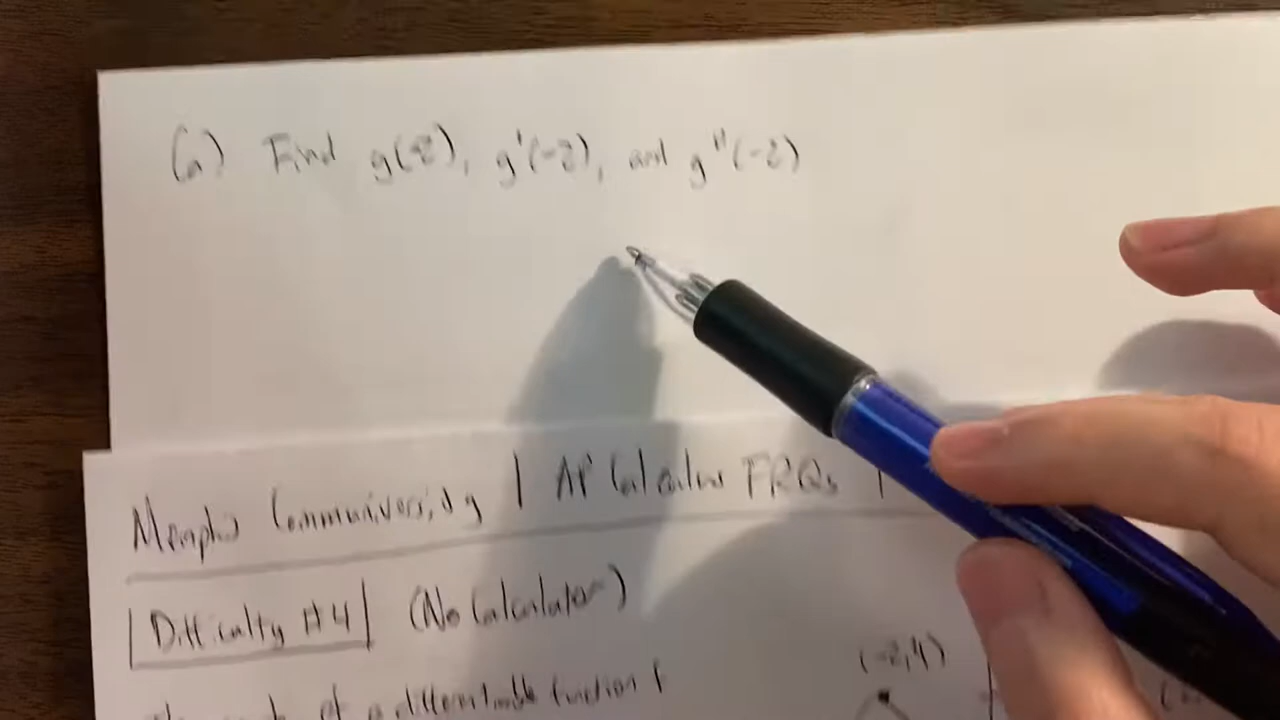 (a) Find g(-2), g'(-2), and g''(-2)
Memphis Communiversity | AP Calculus FRQs |
Difficulty #4 (No Calculator)
(-2,4)
of a differentiable function f